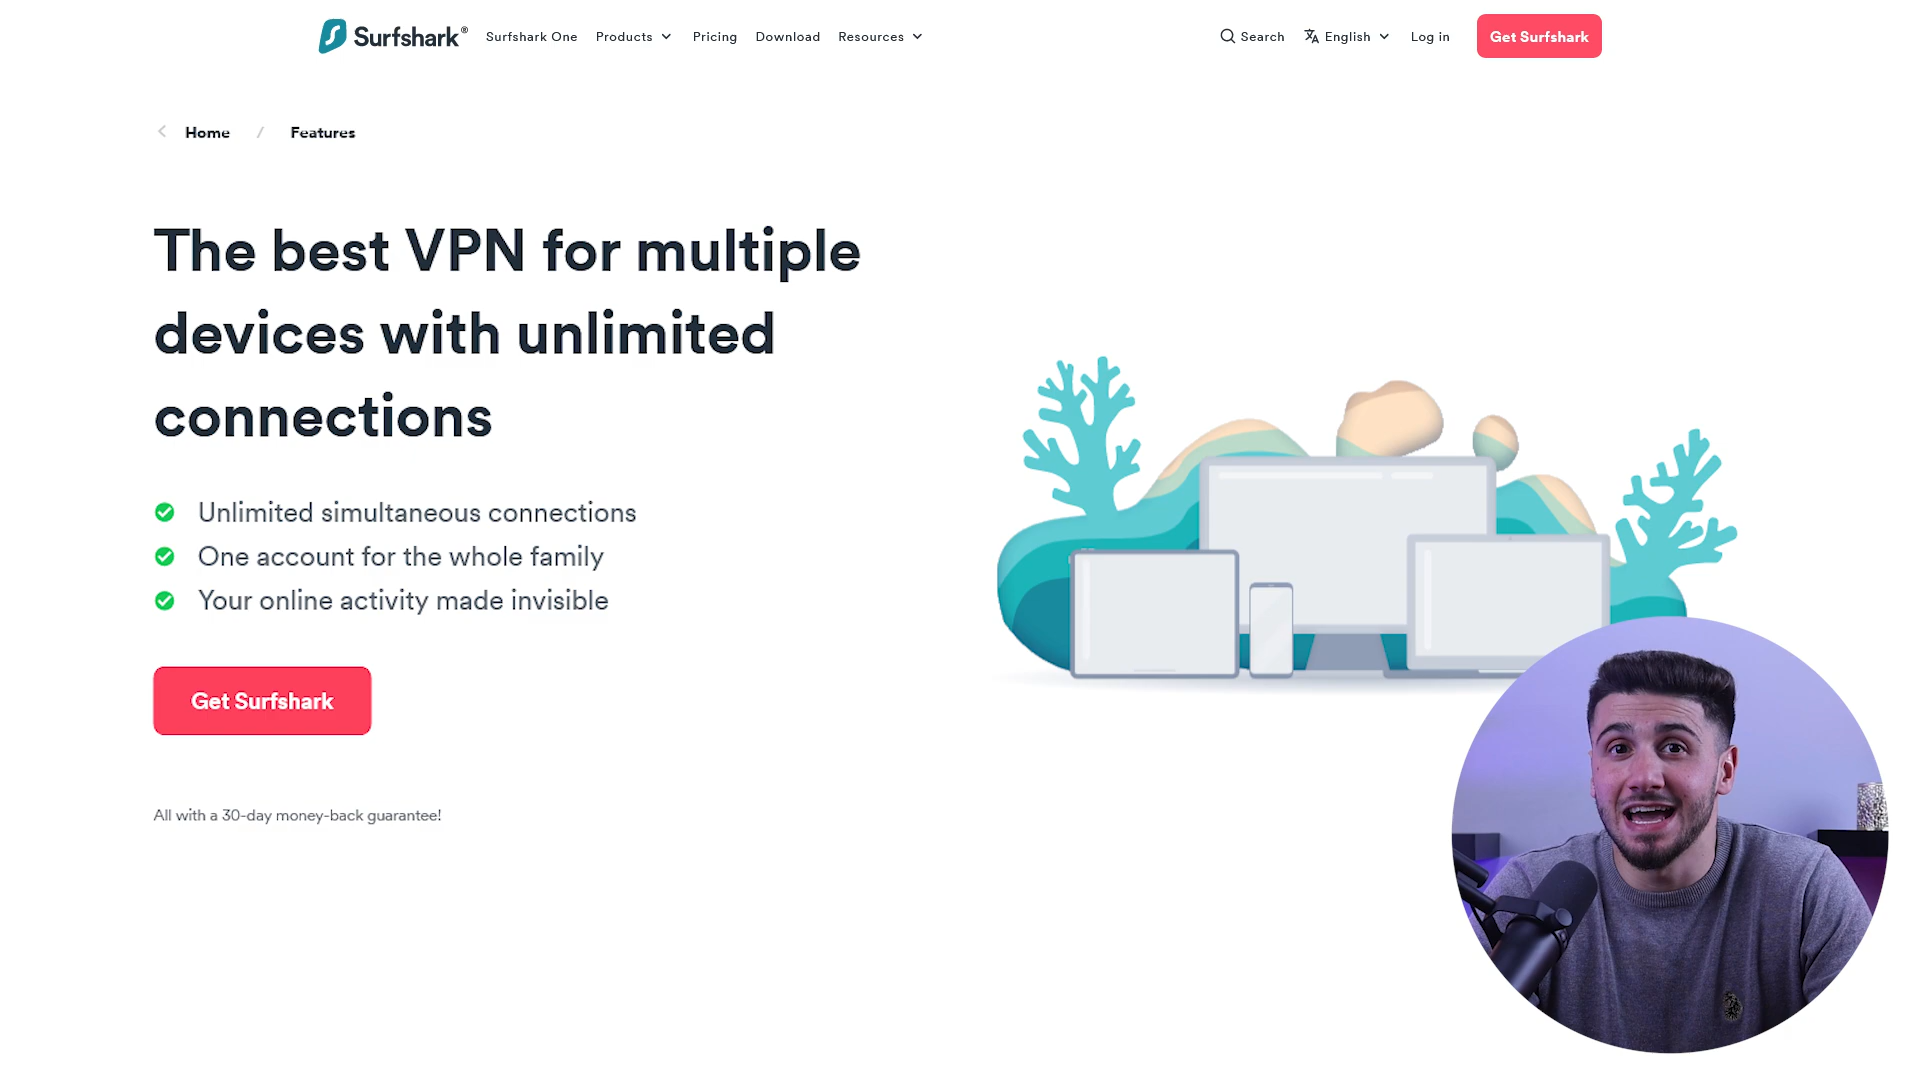 Surfshark®
Surfshark One
Products
Pricing
Download
Resources
Search
English
Log in
Get Surfshark
Home / Features
The best VPN for multiple
devices with unlimited
connections
Unlimited simultaneous connections
One account for the whole family
Your online activity made invisible
Get Surfshark
All with a 30-day money-back guarantee!